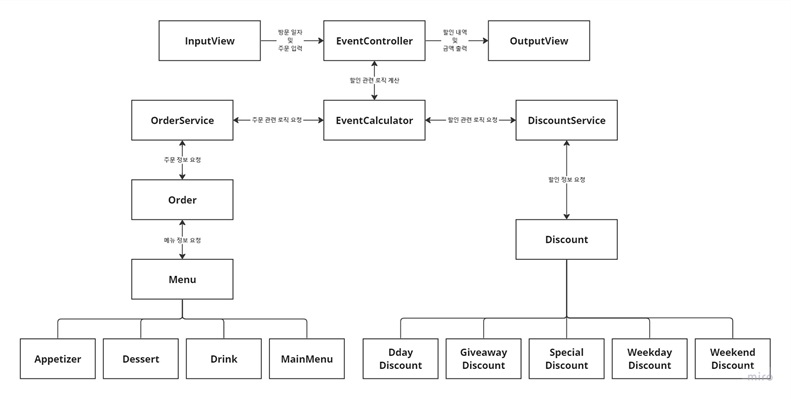 InputView
방문 일자
및
주문 입력
EventController
할인 내역
및
금액 출력
OutputView
할인 관련 로직 계산
OrderService
주문 관련 로직 요청
EventCalculator
할인 관련 로직 요청
DiscountService
주문 정보 요청
할인 정보 요청
Order
메뉴 정보 요청
Discount
Menu
Appetizer
Dessert
Drink
MainMenu
Dday
Discount
Giveaway
Discount
Special
Discount
Weekday
Discount
Weekend
Discount
miro